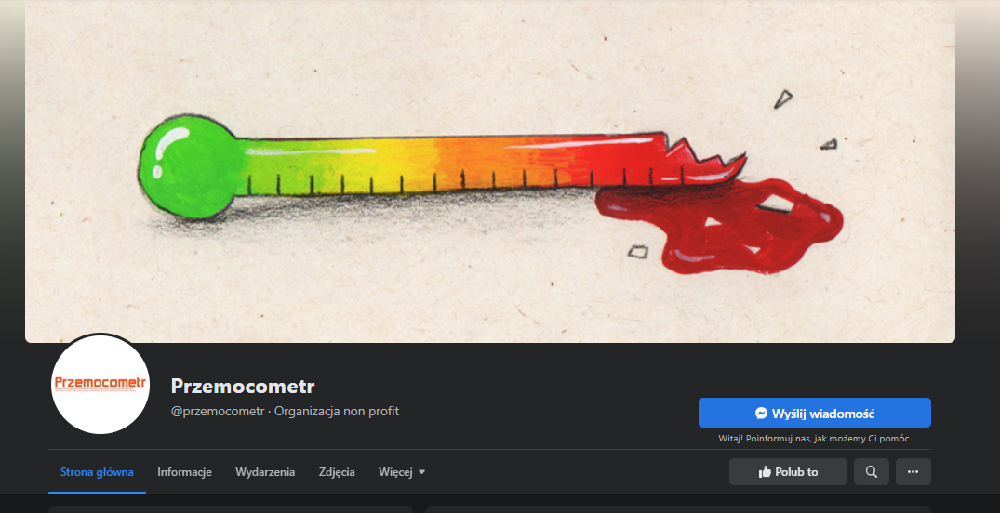 Przemocometr
Przemocometr
@przemocometr · Organizacja non profit
Wyślij wiadomość
Witaj! Poinformuj nas, jak możemy Ci pomóc.
Strona główna
Informacje
Wydarzenia
Zdjęcia
Więcej
Polub to